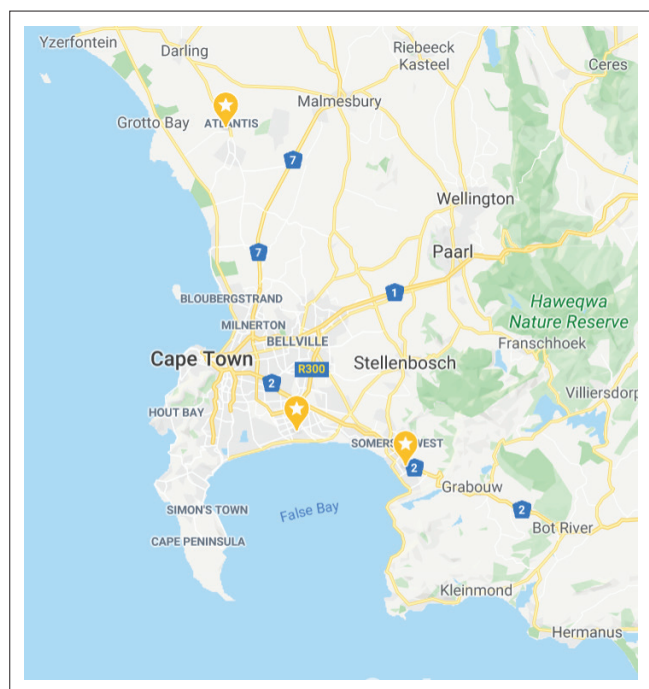 Yzerfontein
Darling
Riebeeck
Kasteel
Ceres
Malmesbury
Grotto Bay
ATLANTIS
7
Wellington
7
Paarl
1
BLOUBERGSTRAND
Haweqwa
Nature Reserve
MILNERTON
BELLVILLE
Franschhoek
Cape Town
Stellenbosch
R300
2
Villiersdorp
HOUT BAY
SOMERS WEST
2
Grabouw
SIMON'S TOWN
False Bay
2
Bot River
CAPE PENINSULA
Kleinmond
Hermanus